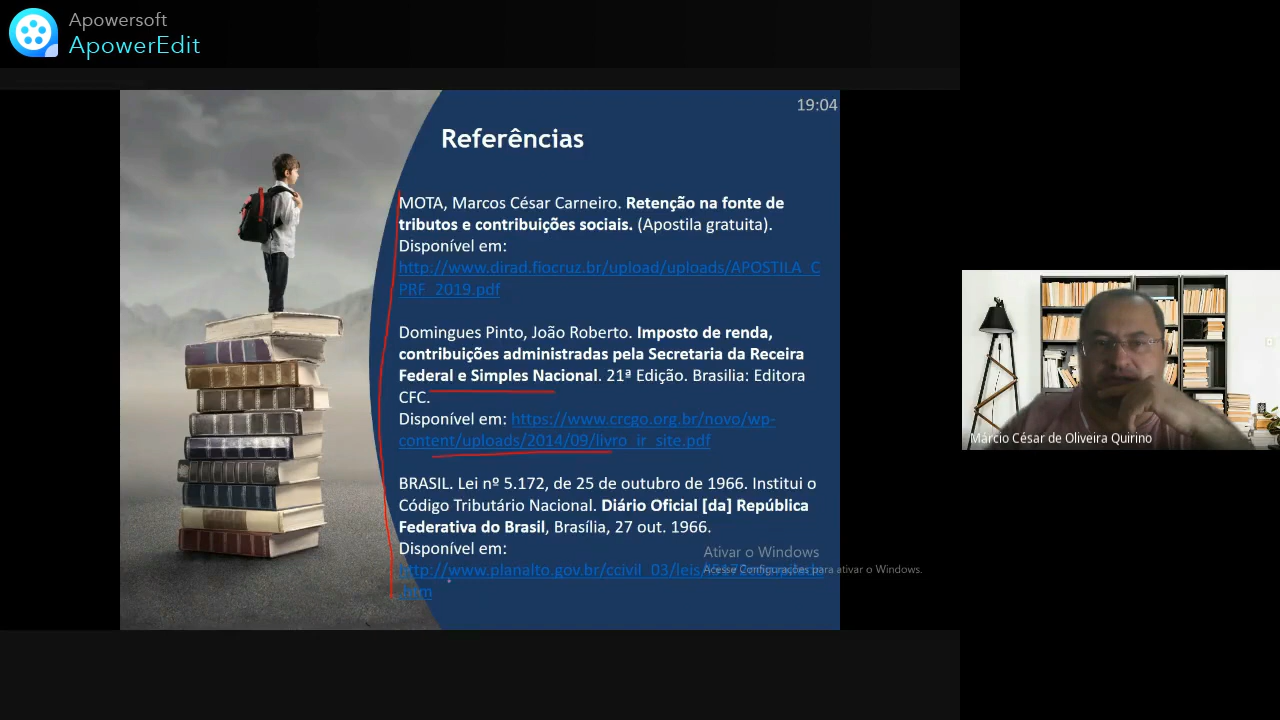 Apowersoft
ApowerEdit
19:04
Referências
MOTA, Marcos César Carneiro. Retenção na fonte de
tributos e contribuições sociais. (Apostila gratuita).
Disponível em:
http://www.dirad.fiocruz.br/upload/uploads/APOSTILA_C
PRF_2019.pdf
Domingues Pinto, João Roberto. Imposto de renda,
contribuições administradas pela Secretaria da Receira
Federal e Simples Nacional. 21ª Edição. Brasilia: Editora
CFC.
Disponível em: https://www.crcgo.org.br/novo/wp-
content/uploads/2014/09/livro_ir_site.pdf
BRASIL. Lei nº 5.172, de 25 de outubro de 1966. Institui o
Código Tributário Nacional. Diário Oficial [da] República
Federativa do Brasil, Brasília, 27 out. 1966.
Disponível em:
http://www.planalto.gov.br/ccivil_03/leis/
.htm
Ativar o Windows
Acesse Configurações para ativar o Windows.
Márcio César de Oliveira Quirino